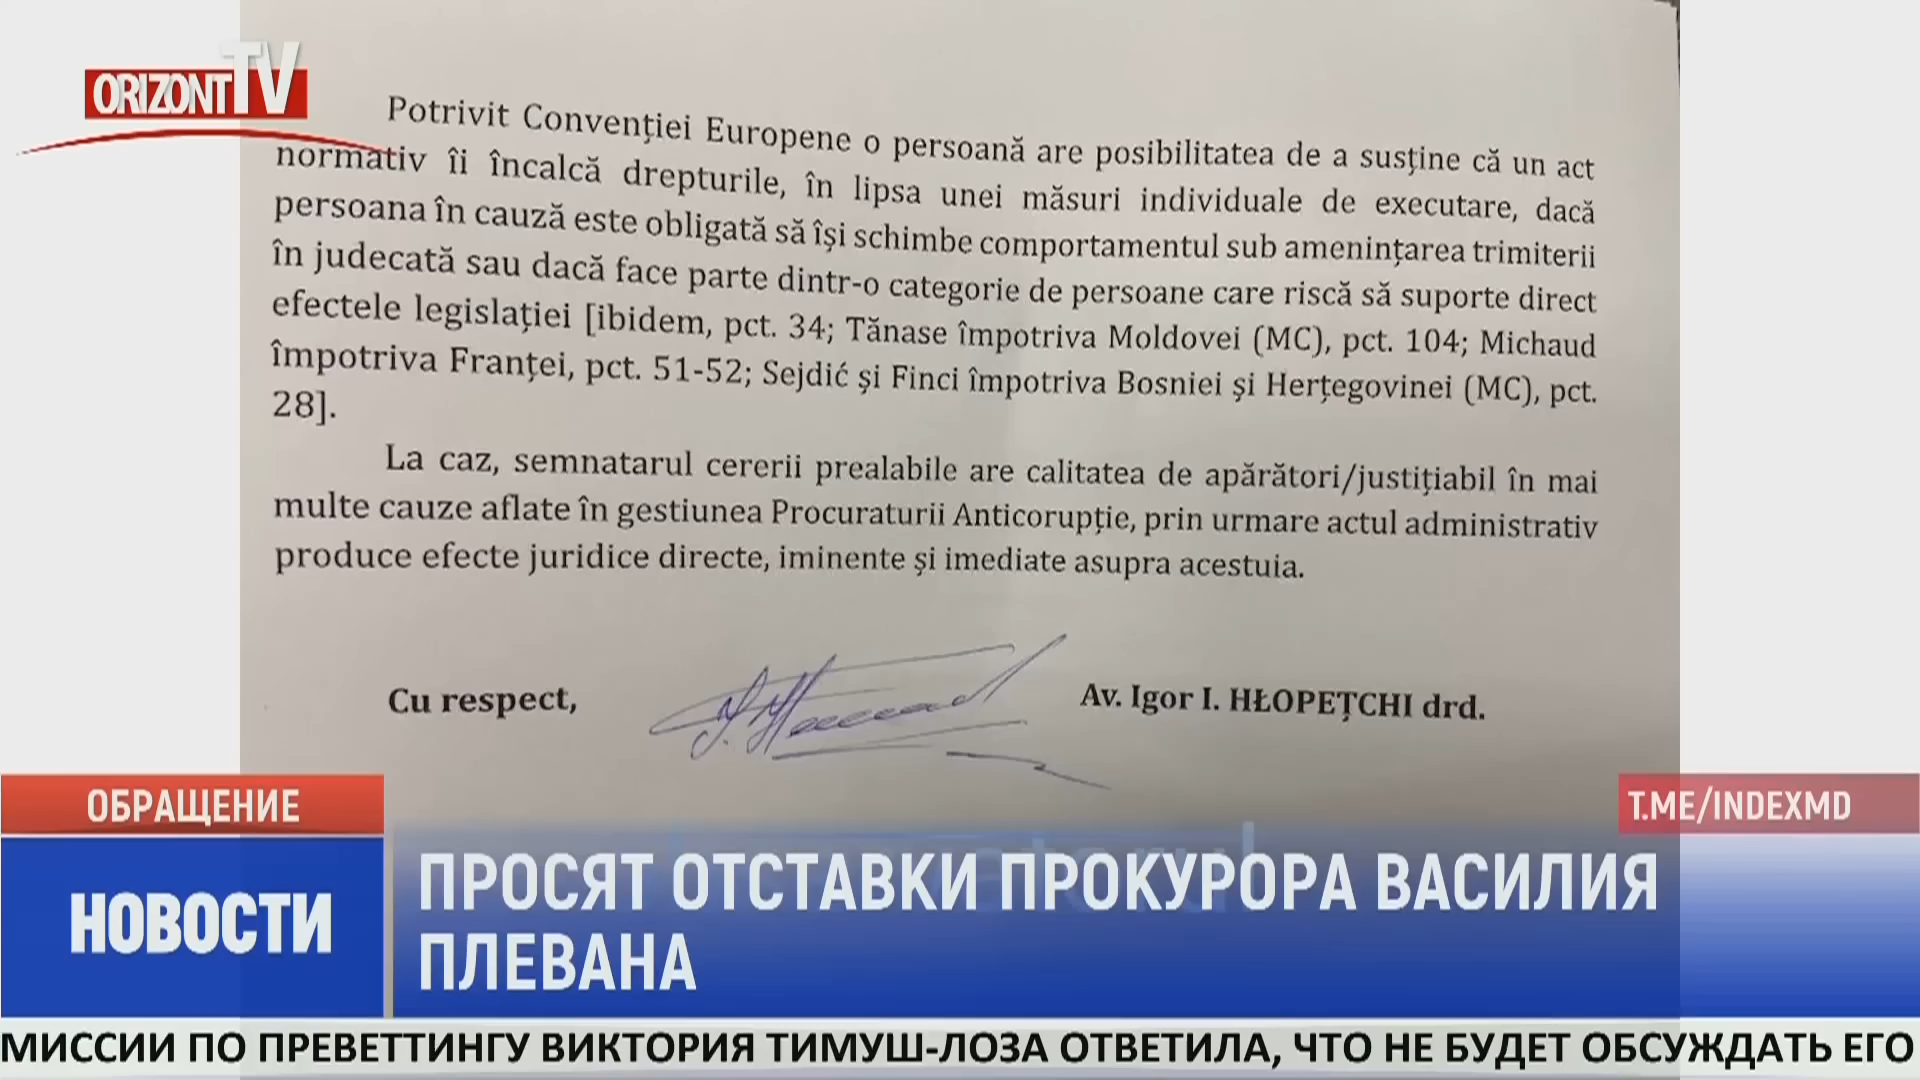 ORIZONTTV
Potrivit Convenției Europene o persoană are posibilitatea de a susține că un act
normativ îi încalcă drepturile, în lipsa unei măsuri individuale de executare, dacă
persoana în cauză este obligată să își schimbe comportamentul sub amenințarea trimiterii
în judecată sau dacă face parte dintr-o categorie de persoane care riscă să suporte direct
efectele legislației [ibidem, pct. 34; Tănase împotriva Moldovei (MC), pct. 104; Michaud
împotriva Franței, pct. 51-52; Sejdić și Finci împotriva Bosniei și Herțegovinei (MC), pct.
28].
La caz, semnatarul cererii prealabile are calitatea de apărători/justițiabil în mai
multe cauze aflate în gestiunea Procuraturii Anticorupție, prin urmare actul administrativ
produce efecte juridice directe, iminente și imediate asupra acestuia.
Cu respect,
Av. Igor I. HŁOPEȚCHI drd.
ОБРАЩЕНИЕ
T.ME/INDEXMD
НОВОСТИ
ПРОСЯТ ОТСТАВКИ ПРОКУРОРА ВАСИЛИЯ
ПЛЕВАНА
МИССИИ ПО ПРЕВЕТТИНГУ ВИКТОРИЯ ТИМУШ-ЛОЗА ОТВЕТИЛА, ЧТО НЕ БУДЕТ ОБСУЖДАТЬ ЕГО